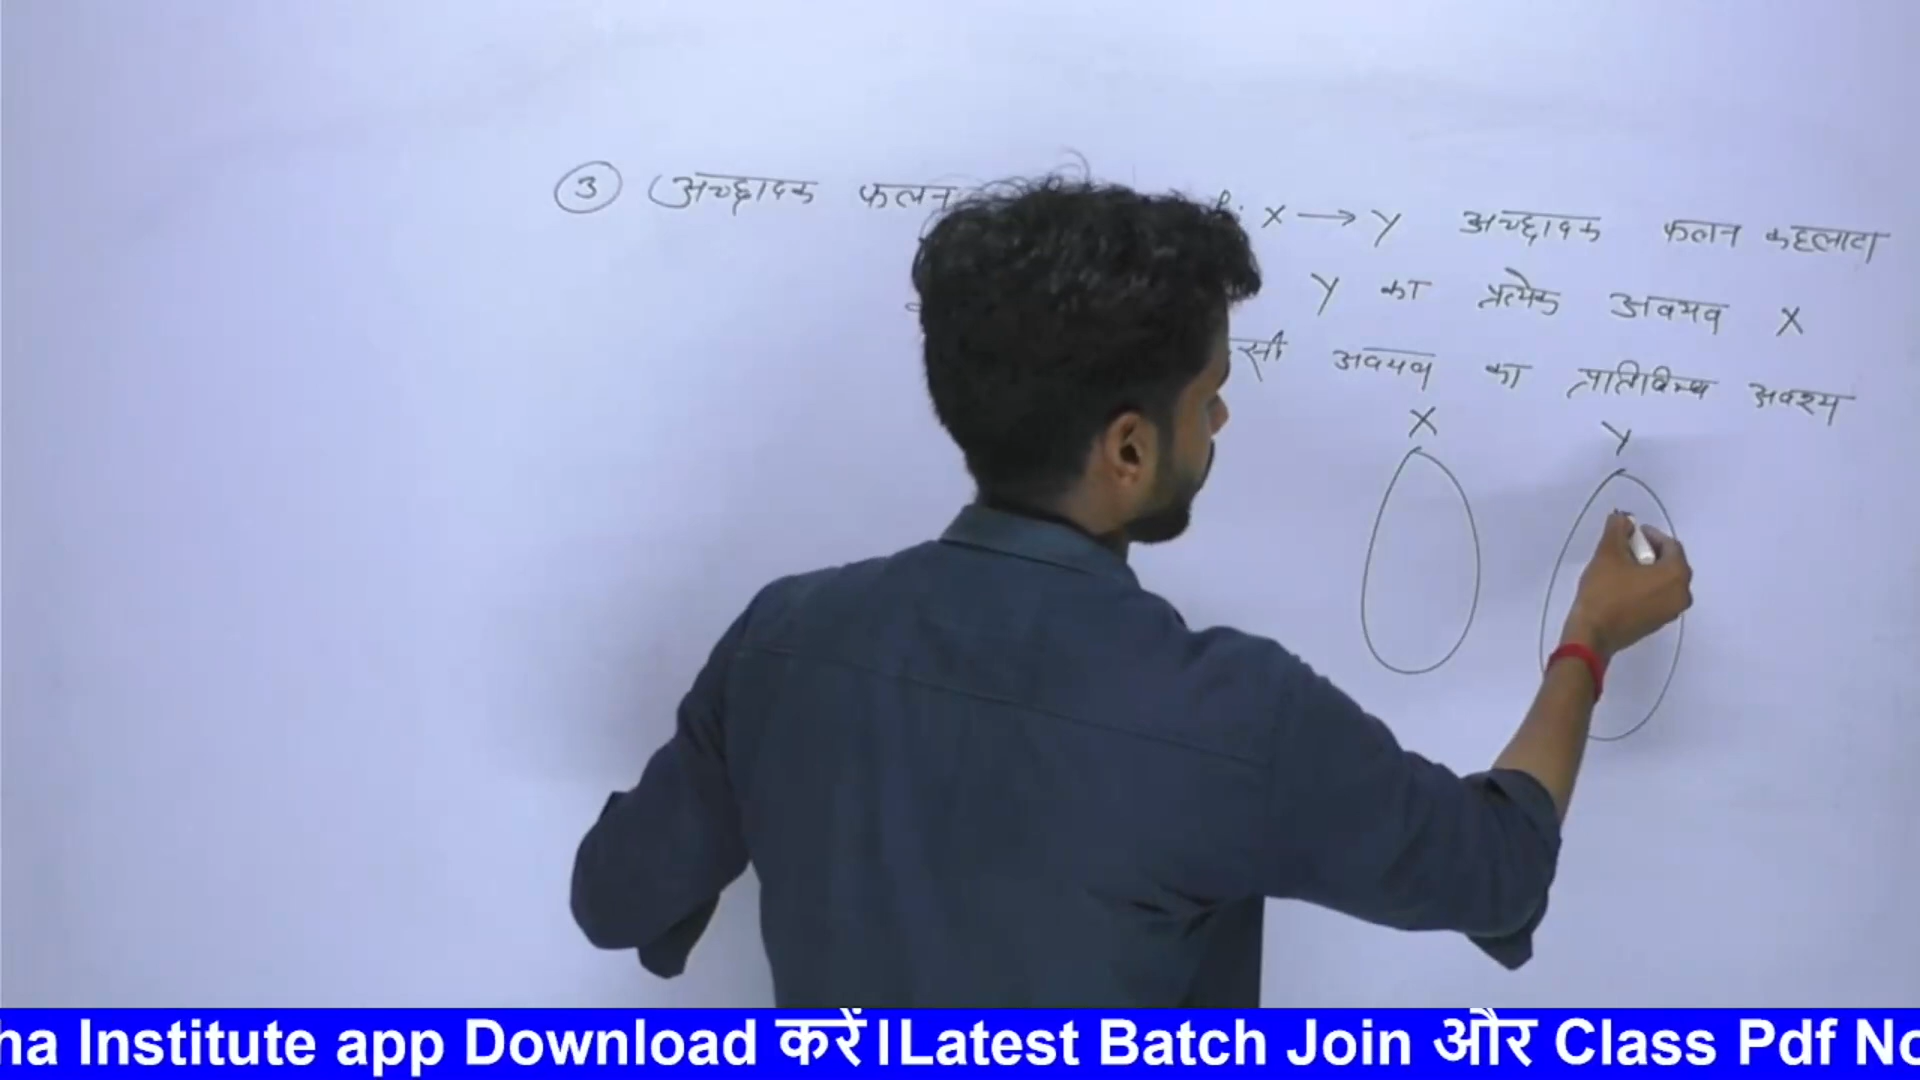 ③ अच्छादक फलन
f: X → Y अच्छादक फलन कहलाता
Y का प्रत्येक अवयव X
सी अवयव का प्रतिबिम्ब अवश्य
X Y
ha Institute app Download करें।Latest Batch Join और Class Pdf No